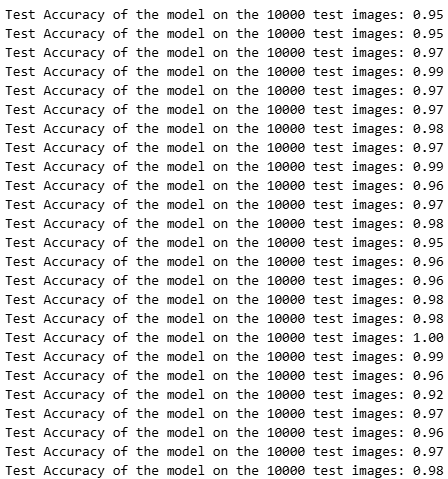 Test Accuracy of the model on the 10000 test images: 0.95
Test Accuracy of the model on the 10000 test images: 0.95
Test Accuracy of the model on the 10000 test images: 0.97
Test Accuracy of the model on the 10000 test images: 0.99
Test Accuracy of the model on the 10000 test images: 0.97
Test Accuracy of the model on the 10000 test images: 0.97
Test Accuracy of the model on the 10000 test images: 0.98
Test Accuracy of the model on the 10000 test images: 0.97
Test Accuracy of the model on the 10000 test images: 0.99
Test Accuracy of the model on the 10000 test images: 0.96
Test Accuracy of the model on the 10000 test images: 0.97
Test Accuracy of the model on the 10000 test images: 0.98
Test Accuracy of the model on the 10000 test images: 0.95
Test Accuracy of the model on the 10000 test images: 0.96
Test Accuracy of the model on the 10000 test images: 0.96
Test Accuracy of the model on the 10000 test images: 0.98
Test Accuracy of the model on the 10000 test images: 0.98
Test Accuracy of the model on the 10000 test images: 1.00
Test Accuracy of the model on the 10000 test images: 0.99
Test Accuracy of the model on the 10000 test images: 0.96
Test Accuracy of the model on the 10000 test images: 0.92
Test Accuracy of the model on the 10000 test images: 0.97
Test Accuracy of the model on the 10000 test images: 0.96
Test Accuracy of the model on the 10000 test images: 0.97
Test Accuracy of the model on the 10000 test images: 0.98